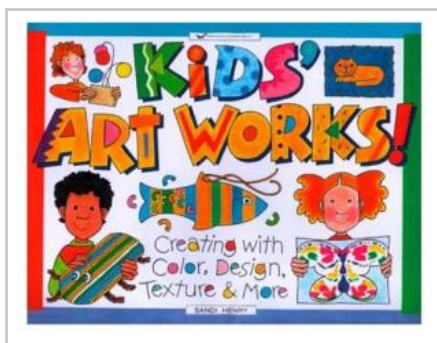 KiDS'
ART WORKS!
Creating with
Color, Design,
Texture & More
SANDI HENRY